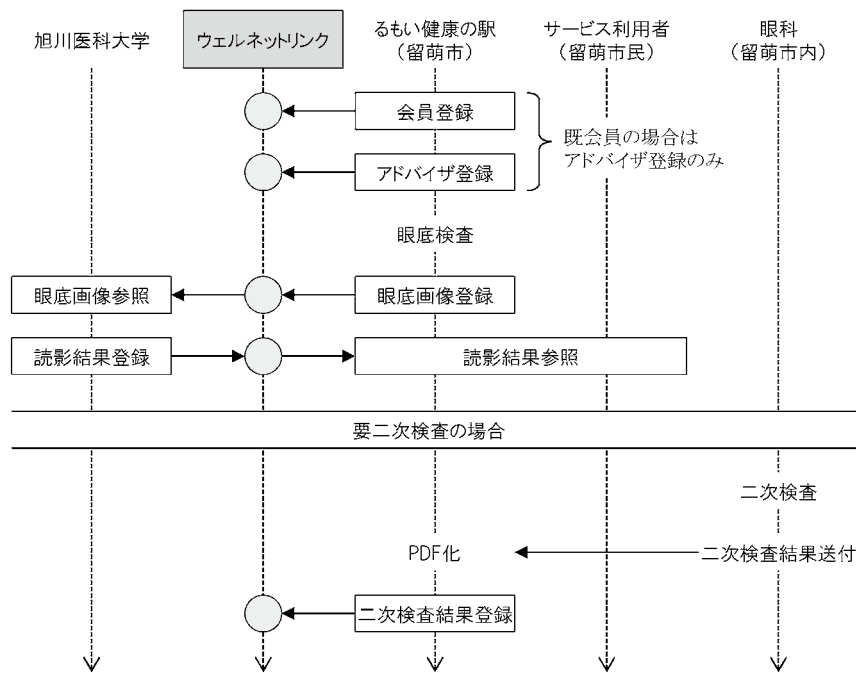 旭川医科大学
ウェルネットリンク
るもい健康の駅
(留萌市)
サービス利用者
(留萌市民)
眼科
(留萌市内)
会員登録
アドバイザ登録
既会員の場合は
アドバイザ登録のみ
眼底検査
眼底画像参照
眼底画像登録
読影結果登録
読影結果参照
要二次検査の場合
二次検査
PDF化
二次検査結果送付
二次検査結果登録